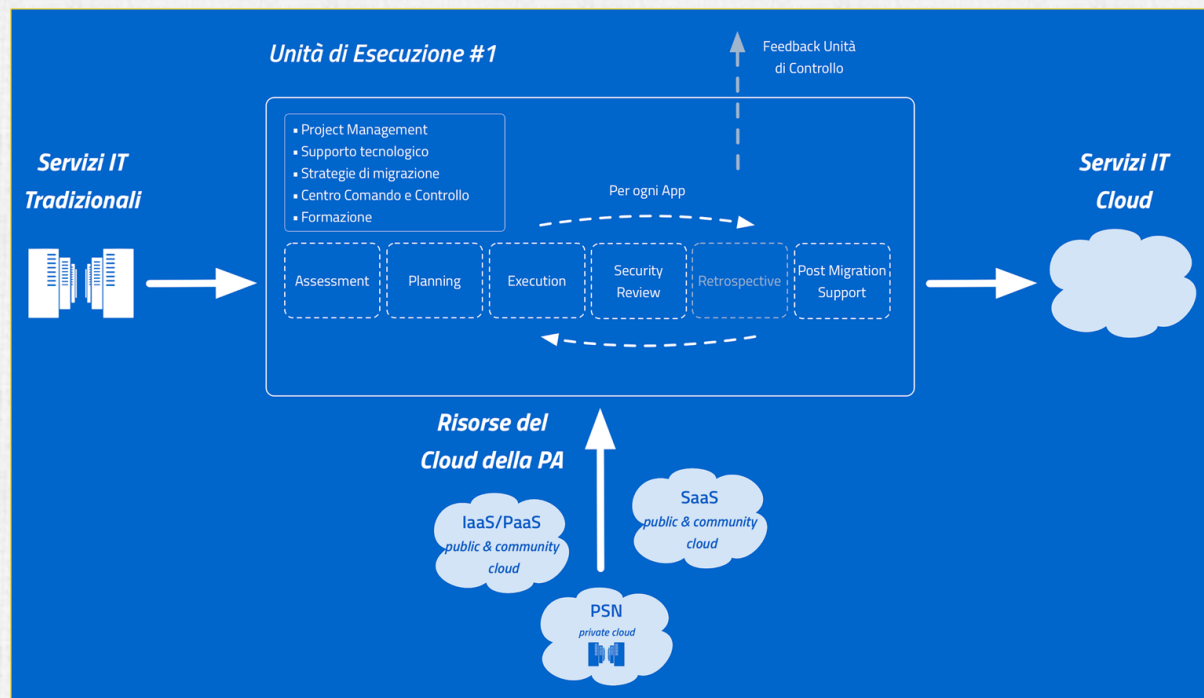 Unità di Esecuzione #1
Feedback Unità
di Controllo
▪ Project Management
▪ Supporto tecnologico
▪ Strategie di migrazione
▪ Centro Comando e Controllo
▪ Formazione
Servizi IT
Tradizionali
Per ogni App
Servizi IT
Cloud
Assessment
Planning
Execution
Security
Review
Retrospective
Post Migration
Support
Risorse del
Cloud della PA
IaaS/PaaS
public & community
cloud
SaaS
public & community
cloud
PSN
private cloud